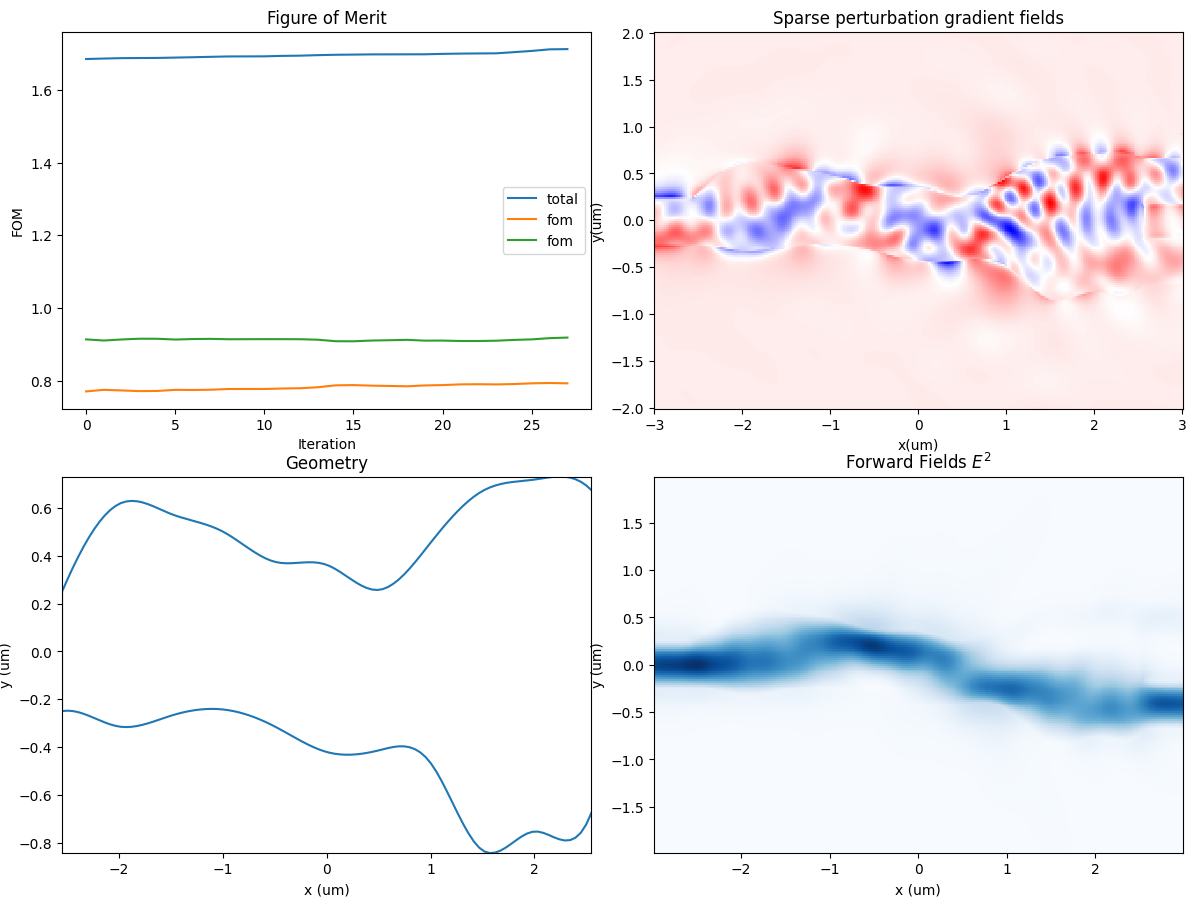 Figure of Merit
FOM
1.6
1.4
1.2
1.0
0.8
total
fom
fom
0 5 10 15 20 25
Iteration
Sparse perturbation gradient fields
y(um)
2.0
1.5
1.0
0.5
0.0
−0.5
−1.0
−1.5
−2.0
−3 −2 −1 0 1 2 3
x(um)
Geometry
y (um)
0.6
0.4
0.2
0.0
−0.2
−0.4
−0.6
−0.8
−2 −1 0 1 2
x (um)
Forward Fields E²
y (um)
1.5
1.0
0.5
0.0
−0.5
−1.0
−1.5
−2 −1 0 1 2
x (um)